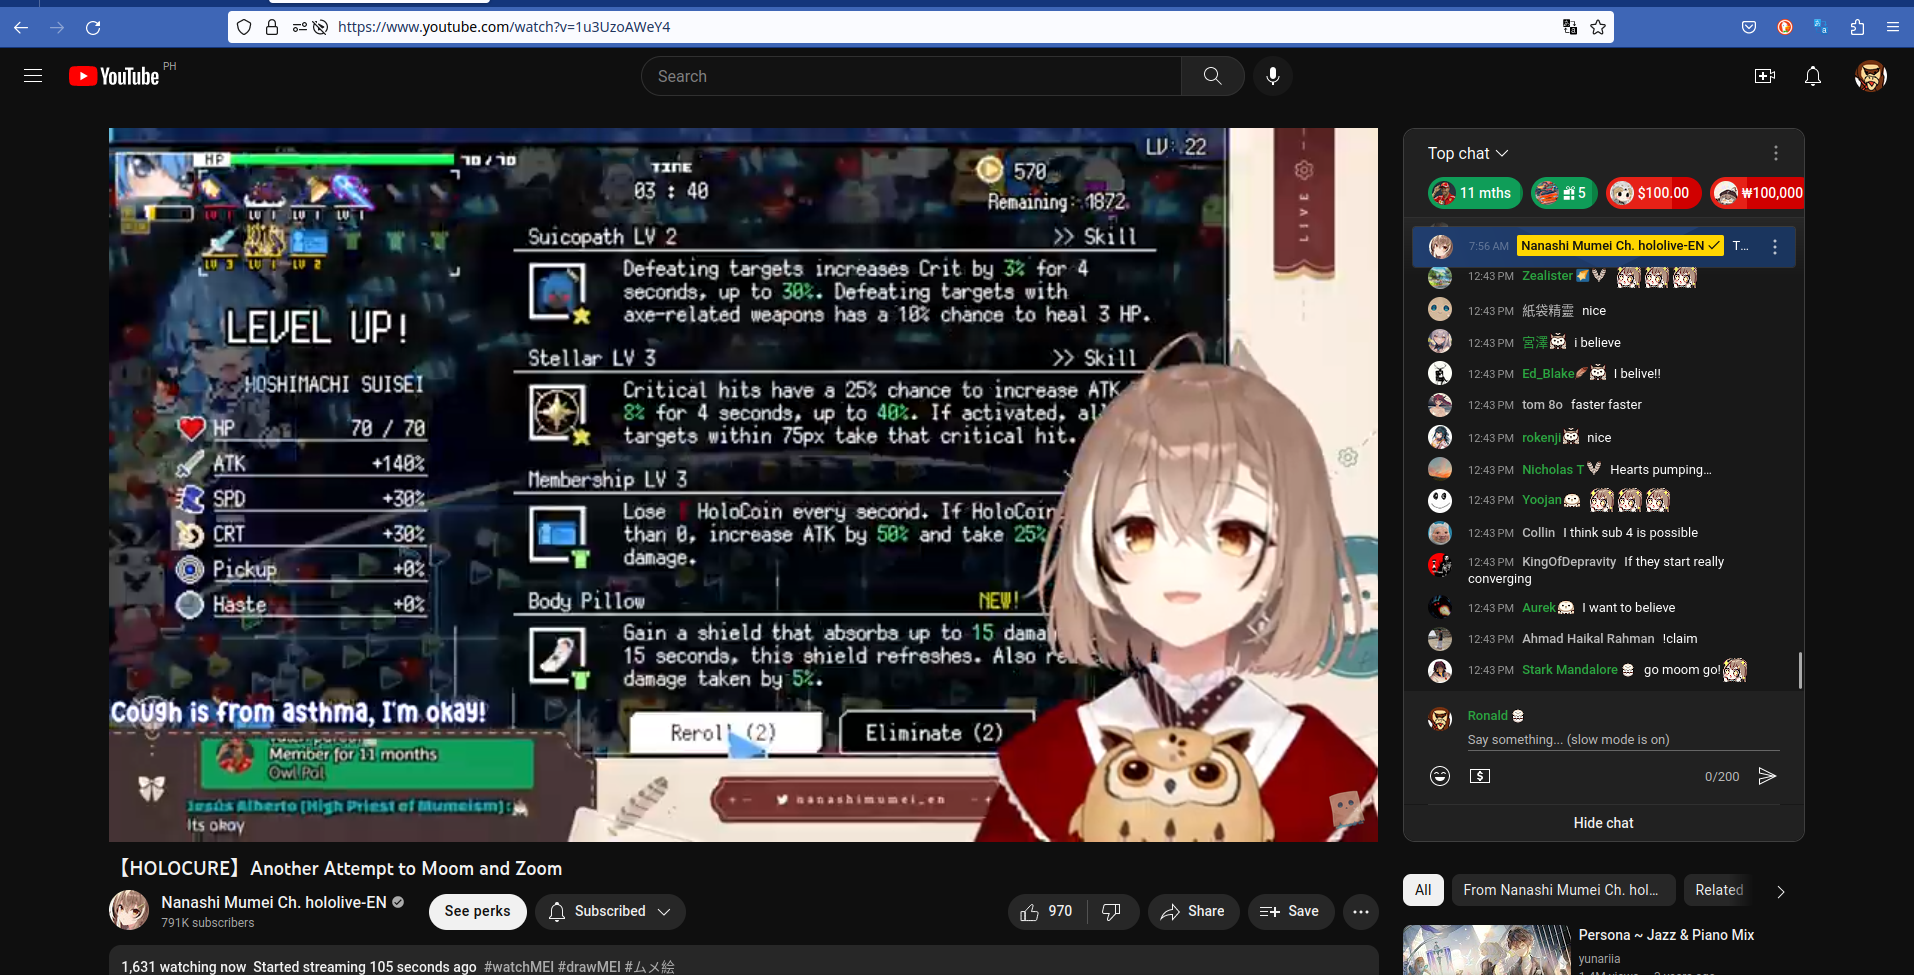 https://www.youtube.com/watch?v=1u3UzoAWeY4
YouTube PH
Search
HP 70 / 70
TIME
03 : 40
LV: 22
570
Remaining: 1872
LV 1 LV 1 LV 1 LV 1
LV 3 LV 1 LV 2
LEVEL UP!
HOSHIMACHI SUISEI
HP 70 / 70
ATK +140%
SPD +30%
CRT +30%
Pickup +0%
Haste +0%
Suicopath LV 2 >> Skill
Defeating targets increases Crit by 3% for 4
seconds, up to 30%. Defeating targets with
axe-related weapons has a 10% chance to heal 3 HP.
Stellar LV 3 >> Skill
Critical hits have a 25% chance to increase ATK
8% for 4 seconds, up to 40%. If activated, al
targets within 75px take that critical hit.
Membership LV 3
Lose HoloCoin every second. If HoloCoin
than 0, increase ATK by 50% and take 25%
damage.
Body Pillow NEW!
Gain a shield that absorbs up to 15 dama
15 seconds, this shield refreshes. Also re
damage taken by 5%.
Reroll (2) Eliminate (2)
LIVE
Cough is from asthma, I'm okay!
Member for 11 months
Owl Pal
Jesús Alberto [High Priest of Mumeism]:
Its okay
nanashimumei_en
【HOLOCURE】Another Attempt to Moom and Zoom
Nanashi Mumei Ch. hololive-EN
791K subscribers
See perks
Subscribed
970
Share
Save
1,631 watching now Started streaming 105 seconds ago #watchMEI #drawMEI #ムメ絵
Top chat
11 mths 5 $100.00 ₩100,000
7:56 AM Nanashi Mumei Ch. hololive-EN T...
12:43 PM Zealister
12:43 PM 紙袋精靈 nice
12:43 PM 宮澤 i believe
12:43 PM Ed_Blake I belive!!
12:43 PM tom 8o faster faster
12:43 PM rokenji nice
12:43 PM Nicholas T Hearts pumping…
12:43 PM Yoojan
12:43 PM Collin I think sub 4 is possible
12:43 PM KingOfDepravity If they start really
converging
12:43 PM Aurek I want to believe
12:43 PM Ahmad Haikal Rahman !claim
12:43 PM Stark Mandalore go moom go!
Ronald
Say something... (slow mode is on)
0/200
Hide chat
All
From Nanashi Mumei Ch. hol...
Related
Persona ~ Jazz & Piano Mix
yunariia